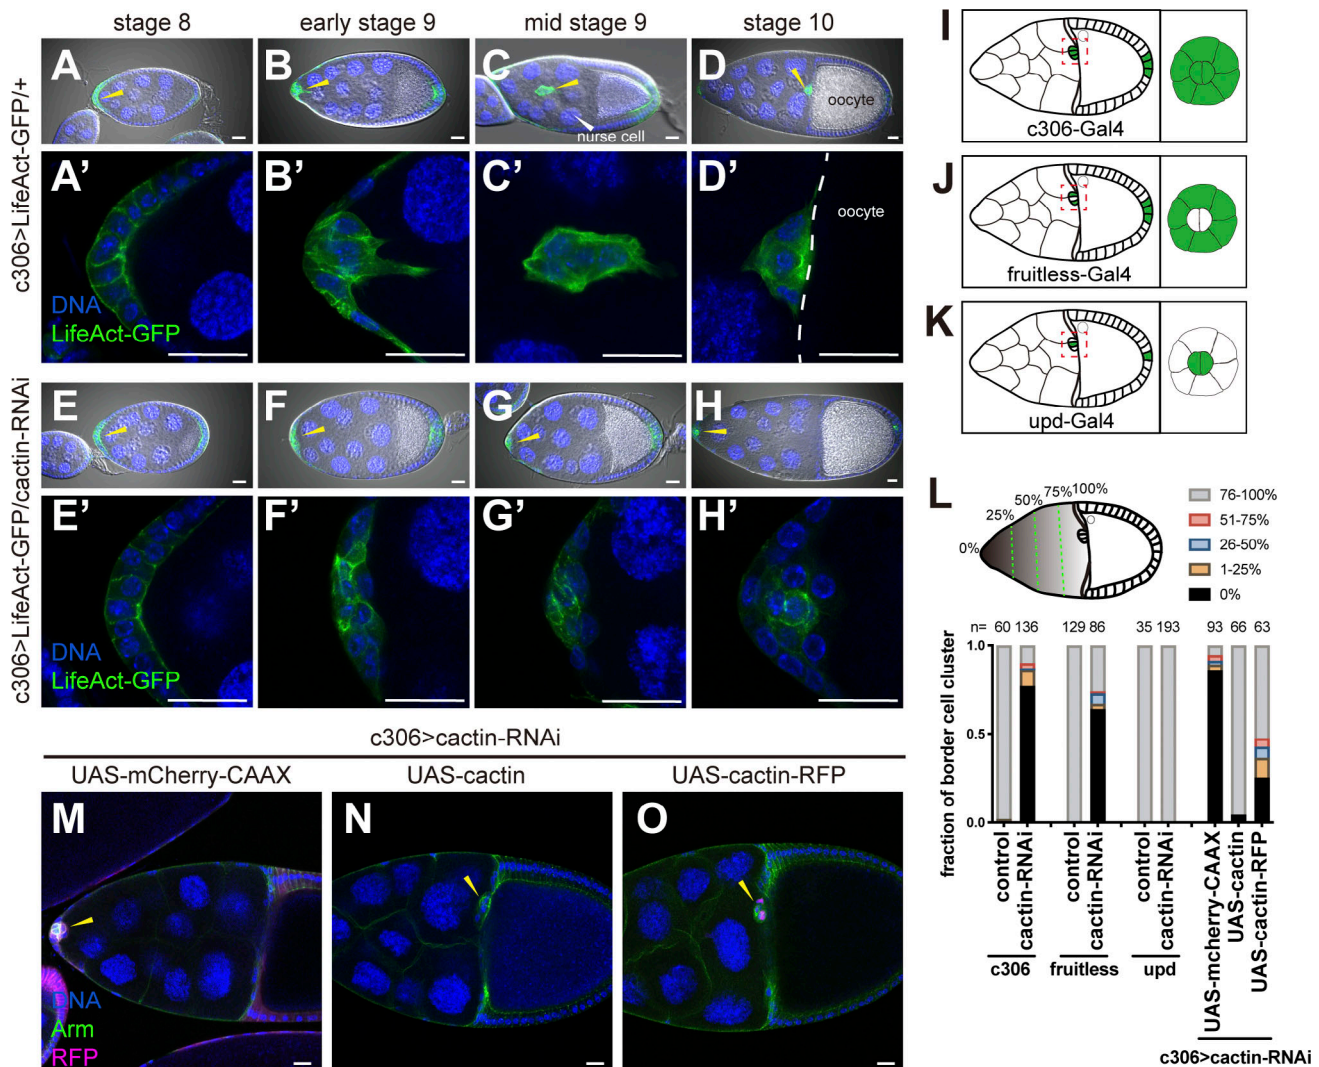 stage 8
early stage 9
mid stage 9
stage 10
c306>LifeAct-GFP/+
A
B
C
D
nurse cell
oocyte
A'
B'
C'
D'
oocyte
DNA
LifeAct-GFP
c306>LifeAct-GFP/cactin-RNAi
E
F
G
H
E'
F'
G'
H'
DNA
LifeAct-GFP
I
c306-Gal4
J
fruitless-Gal4
K
upd-Gal4
L
0%
25%
50%
75%
100%
76-100%
51-75%
26-50%
1-25%
0%
n= 60 136 129 86 35 193 93 66 63
fraction of border cell cluster
1.0
0.5
0.0
control
cactin-RNAi
control
cactin-RNAi
control
cactin-RNAi
UAS-mcherry-CAAX
UAS-cactin
UAS-cactin-RFP
c306
fruitless
upd
c306>cactin-RNAi
c306>cactin-RNAi
UAS-mCherry-CAAX
UAS-cactin
UAS-cactin-RFP
M
N
O
DNA
Arm
RFP